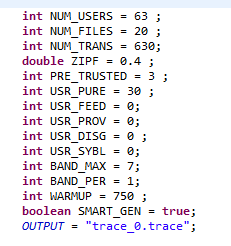 int NUM_USERS = 63 ;
int NUM_FILES = 20 ;
int NUM_TRANS = 630;
double ZIPF = 0.4 ;
int PRE_TRUSTED = 3 ;
int USR_PURE = 30 ;
int USR_FEED = 0;
int USR_PROV = 0;
int USR_DISG = 0 ;
int USR_SYBL = 0;
int BAND_MAX = 7;
int BAND_PER = 1;
int WARMUP = 750 ;
boolean SMART_GEN = true;
OUTPUT = "trace_0.trace";